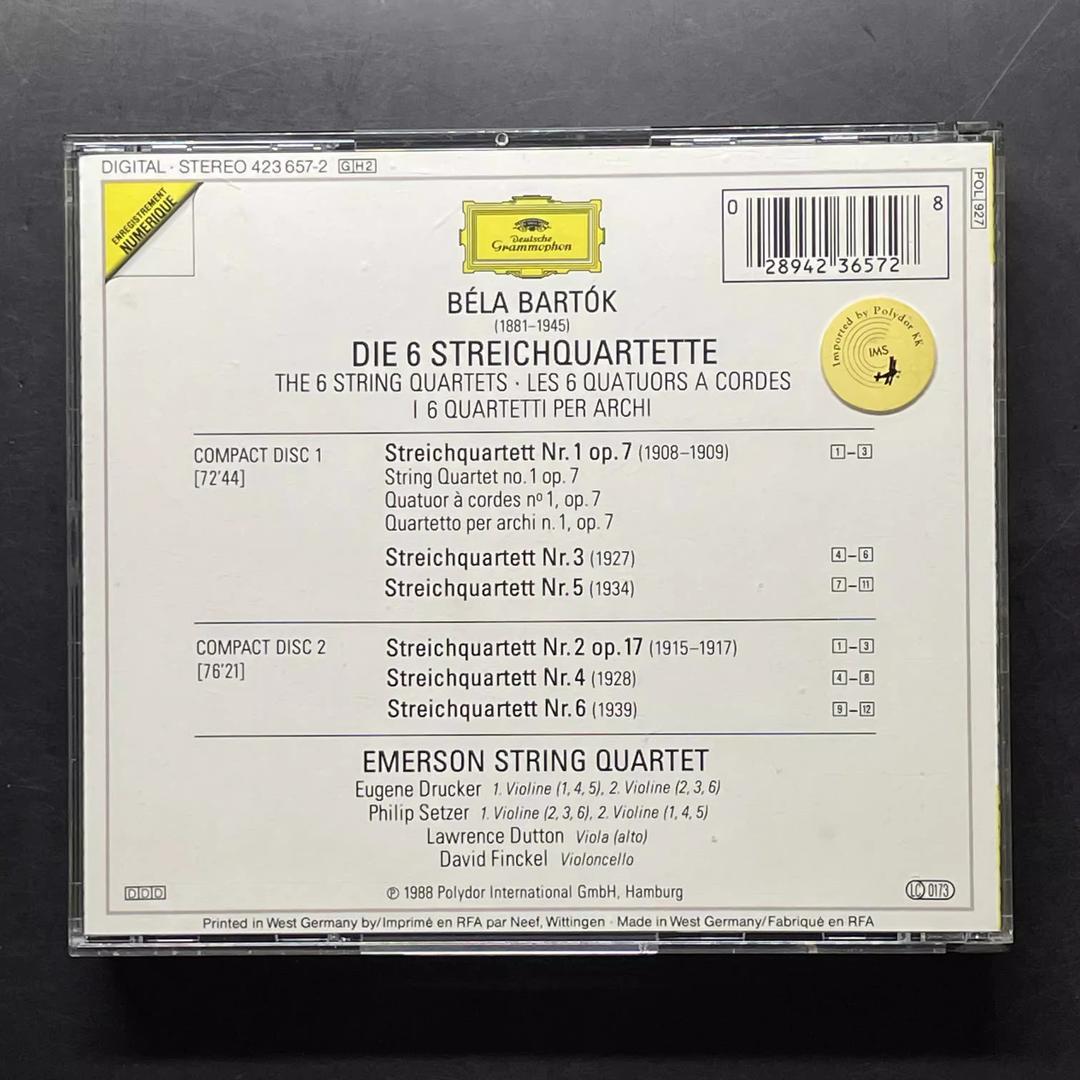 DIGITAL · STEREO 423 657-2 GH2
POL 927
ENREGISTREMENT
NUMÉRIQUE
Deutsche
Grammophon
0 28942 36572 8
BÉLA BARTÓK
(1881–1945)
DIE 6 STREICHQUARTETTE
THE 6 STRING QUARTETS · LES 6 QUATUORS A CORDES
I 6 QUARTETTI PER ARCHI
Imported by Polydor KK
IMS
COMPACT DISC 1 Streichquartett Nr. 1 op. 7 (1908–1909) 1–3
[72'44] String Quartet no. 1 op. 7
Quatuor à cordes nº 1, op. 7
Quartetto per archi n. 1, op. 7
Streichquartett Nr. 3 (1927) 4–6
Streichquartett Nr. 5 (1934) 7–11
COMPACT DISC 2 Streichquartett Nr. 2 op. 17 (1915–1917) 1–3
[76'21] Streichquartett Nr. 4 (1928) 4–8
Streichquartett Nr. 6 (1939) 9–12
EMERSON STRING QUARTET
Eugene Drucker 1. Violine (1, 4, 5), 2. Violine (2, 3, 6)
Philip Setzer 1. Violine (2, 3, 6), 2. Violine (1, 4, 5)
Lawrence Dutton Viola (alto)
David Finckel Violoncello
DDD ℗ 1988 Polydor International GmbH, Hamburg LC 0173
Printed in West Germany by/Imprimé en RFA par Neef, Wittingen · Made in West Germany/Fabriqué en RFA